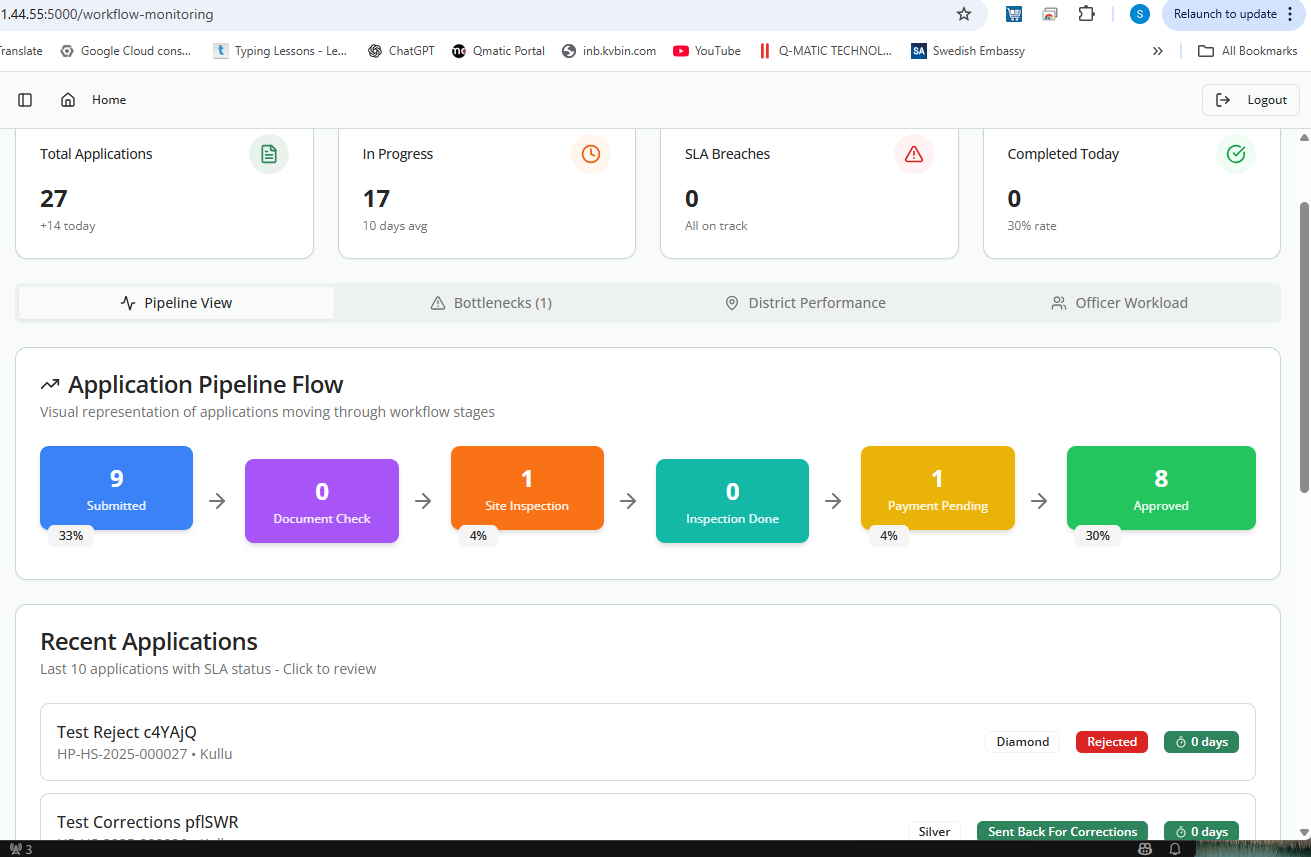 1.44.55:5000/workflow-monitoring
S
Relaunch to update
ranslate
Google Cloud cons...
Typing Lessons - Le...
ChatGPT
Qmatic Portal
inb.kvbin.com
YouTube
Q-MATIC TECHNOL...
SA Swedish Embassy
All Bookmarks
Home
Logout
Total Applications
27
+14 today
In Progress
17
10 days avg
SLA Breaches
0
All on track
Completed Today
0
30% rate
Pipeline View
Bottlenecks (1)
District Performance
Officer Workload
Application Pipeline Flow
Visual representation of applications moving through workflow stages
9
Submitted
33%
0
Document Check
1
Site Inspection
4%
0
Inspection Done
1
Payment Pending
4%
8
Approved
30%
Recent Applications
Last 10 applications with SLA status - Click to review
Test Reject c4YAjQ
HP-HS-2025-000027 • Kullu
Diamond
Rejected
0 days
Test Corrections pflSWR
Silver
Sent Back For Corrections
0 days
3